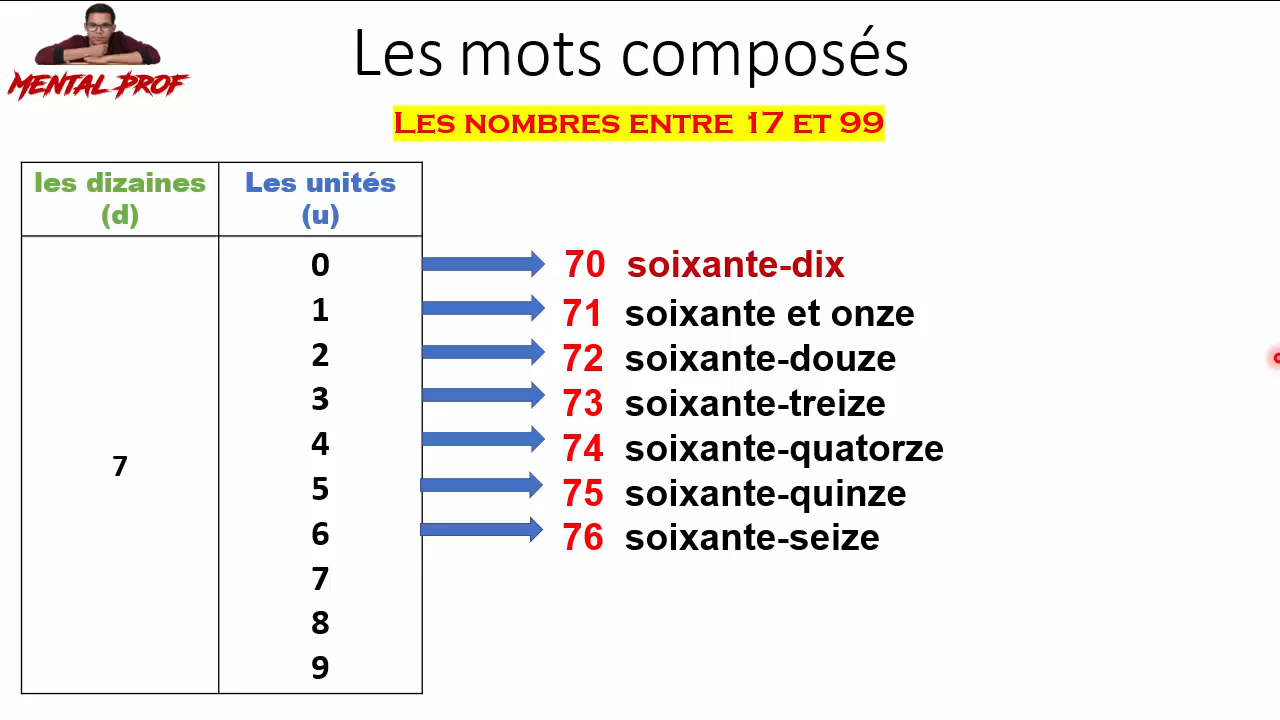 MENTAL PROF
Les mots composés
LES NOMBRES ENTRE 17 ET 99
les dizaines (d)
Les unités (u)
7
0 70 soixante-dix
1 71 soixante et onze
2 72 soixante-douze
3 73 soixante-treize
4 74 soixante-quatorze
5 75 soixante-quinze
6 76 soixante-seize
7
8
9